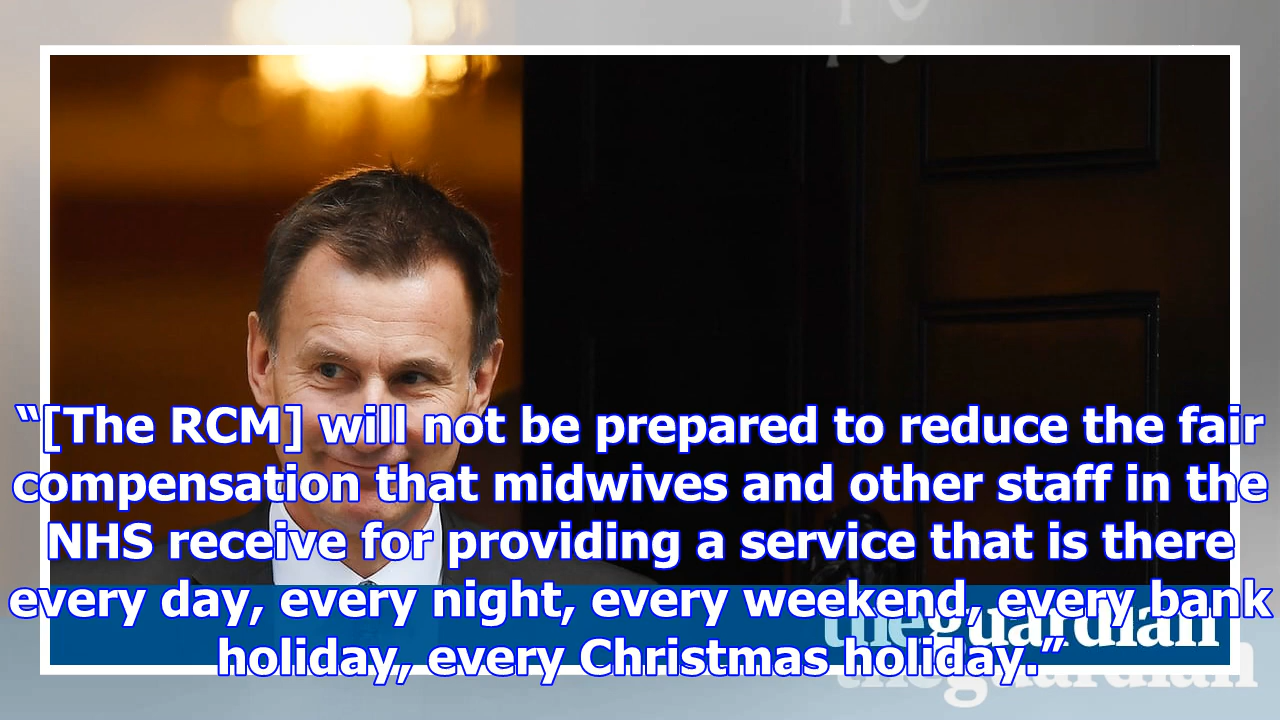 “[The RCM] will not be prepared to reduce the fair
compensation that midwives and other staff in the
NHS receive for providing a service that is there
every day, every night, every weekend, every bank
holiday, every Christmas holiday.”
theguardian
theguardian